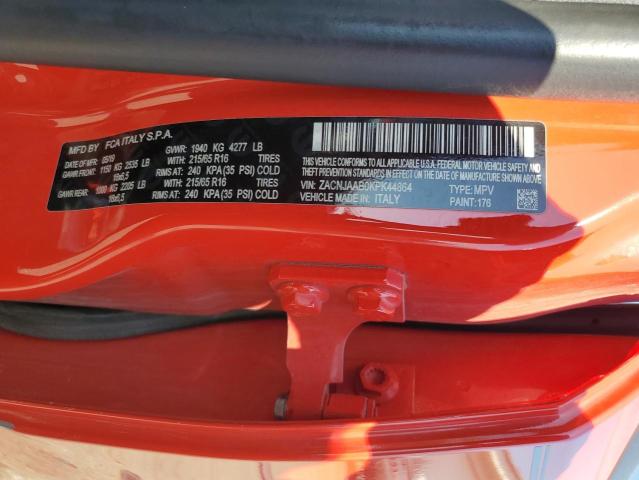 MFD BY FCA ITALY S.P.A.
DATE OF MFR 05/19 GVWR: 1940 KG 4277 LB
GAWR FRONT: 1150 KG 2535 LB WITH: 215/65 R16 TIRES
16x6,5 RIMS AT: 240 KPA (35 PSI) COLD
GAWR REAR: 1000 KG 2205 LB WITH: 215/65 R16 TIRES
16x6,5 RIMS AT: 240 KPA (35 PSI) COLD
THIS VEHICLE CONFORMS TO ALL APPLICABLE U.S.A. FEDERAL MOTOR VEHICLE SAFETY,
BUMPER AND THEFT PREVENTION STANDARDS IN EFFECT ON THE DATE OF MANUFACTURE SHOWN ABOVE.
VIN: ZACNJAAB0KPK44864 TYPE: MPV
VEHICLE MADE IN: ITALY PAINT: 176